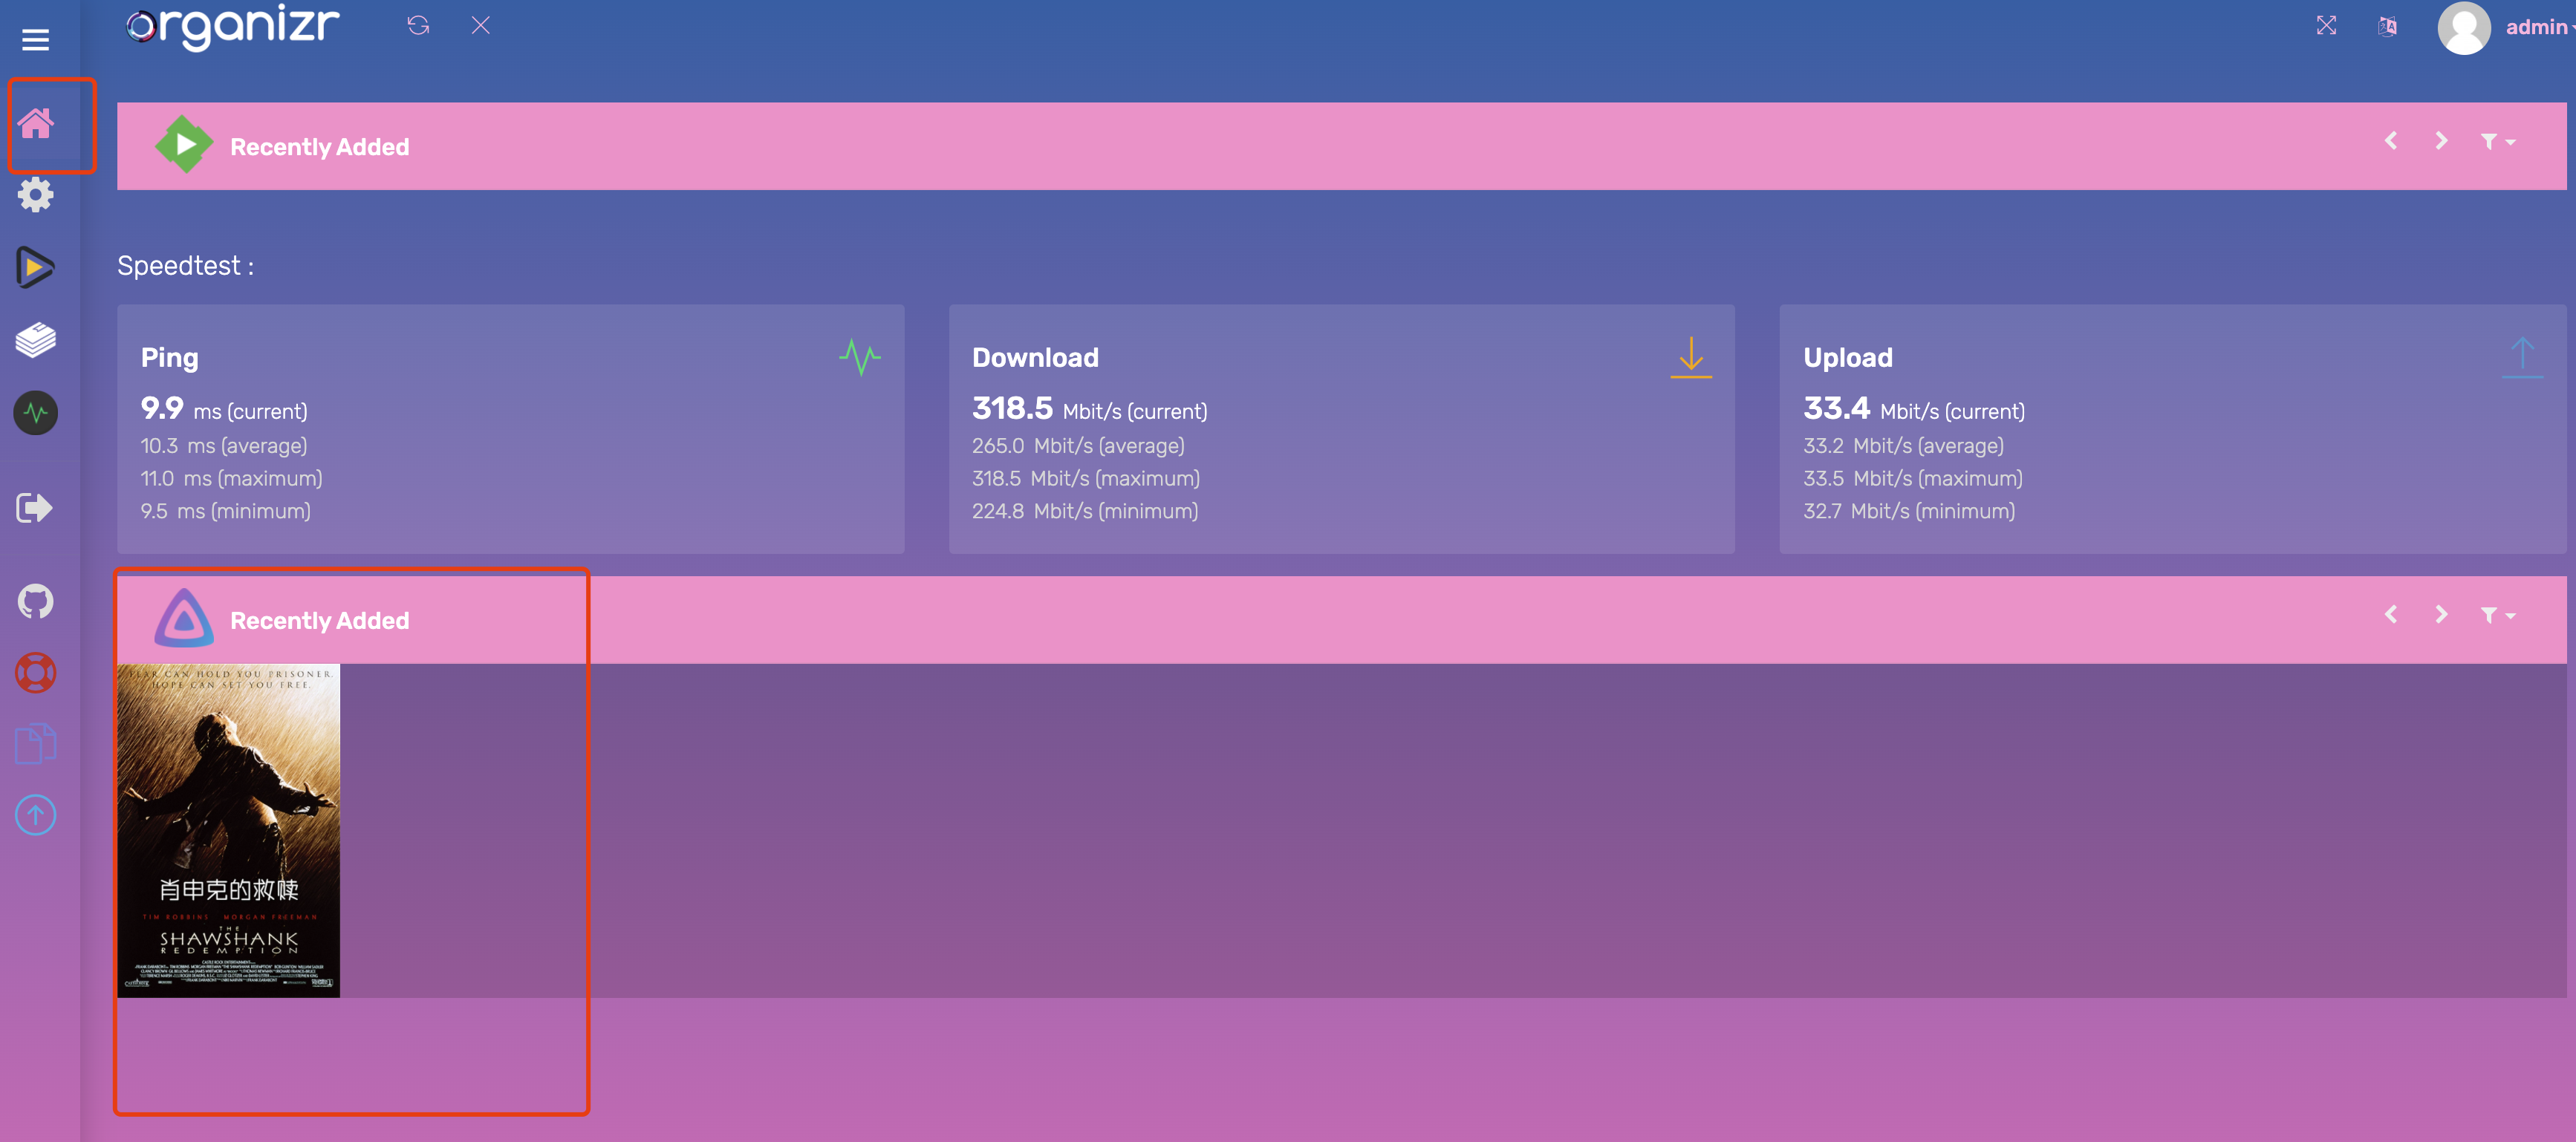 organizr
admin
Recently Added
Speedtest :
Ping
9.9 ms (current)
10.3 ms (average)
11.0 ms (maximum)
9.5 ms (minimum)
Download
318.5 Mbit/s (current)
265.0 Mbit/s (average)
318.5 Mbit/s (maximum)
224.8 Mbit/s (minimum)
Upload
33.4 Mbit/s (current)
33.2 Mbit/s (average)
33.5 Mbit/s (maximum)
32.7 Mbit/s (minimum)
Recently Added
FEAR CAN HOLD YOU PRISONER.
HOPE CAN SET YOU FREE.
肖申克的救赎
TIM ROBBINS MORGAN FREEMAN
THE
SHAWSHANK
REDEMPTION